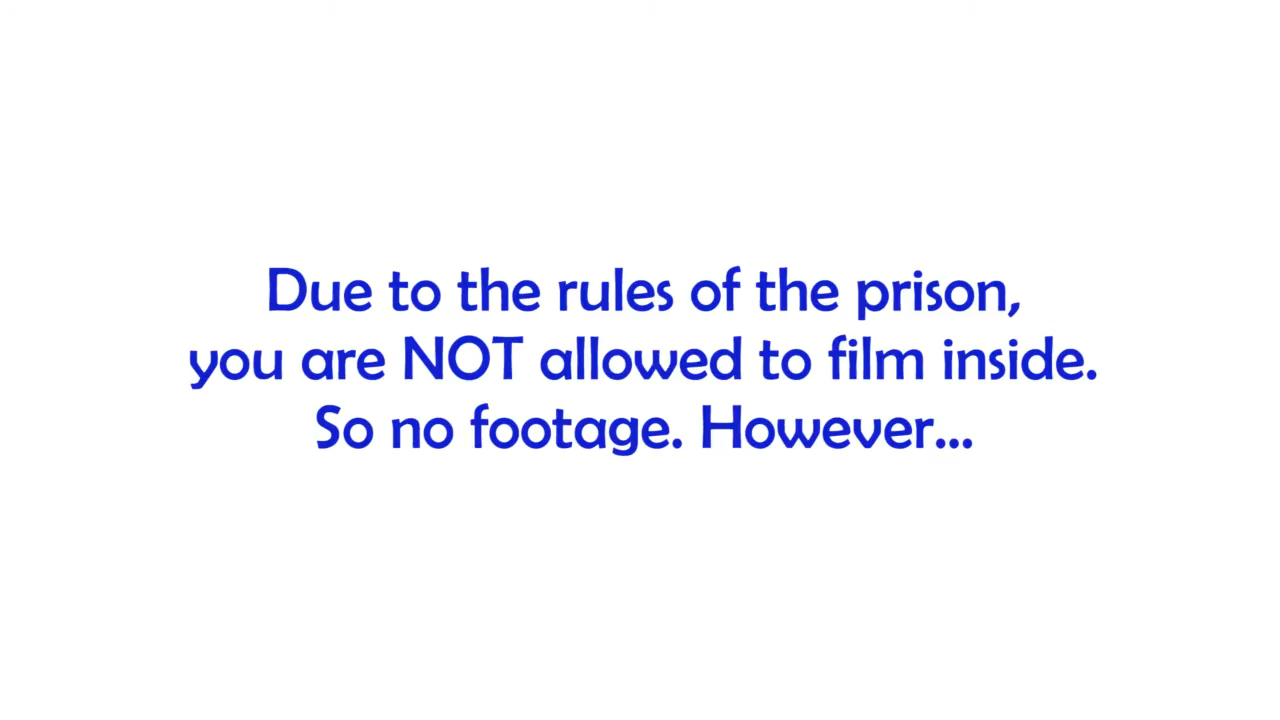 Due to the rules of the prison,
you are NOT allowed to film inside.
So no footage. However...